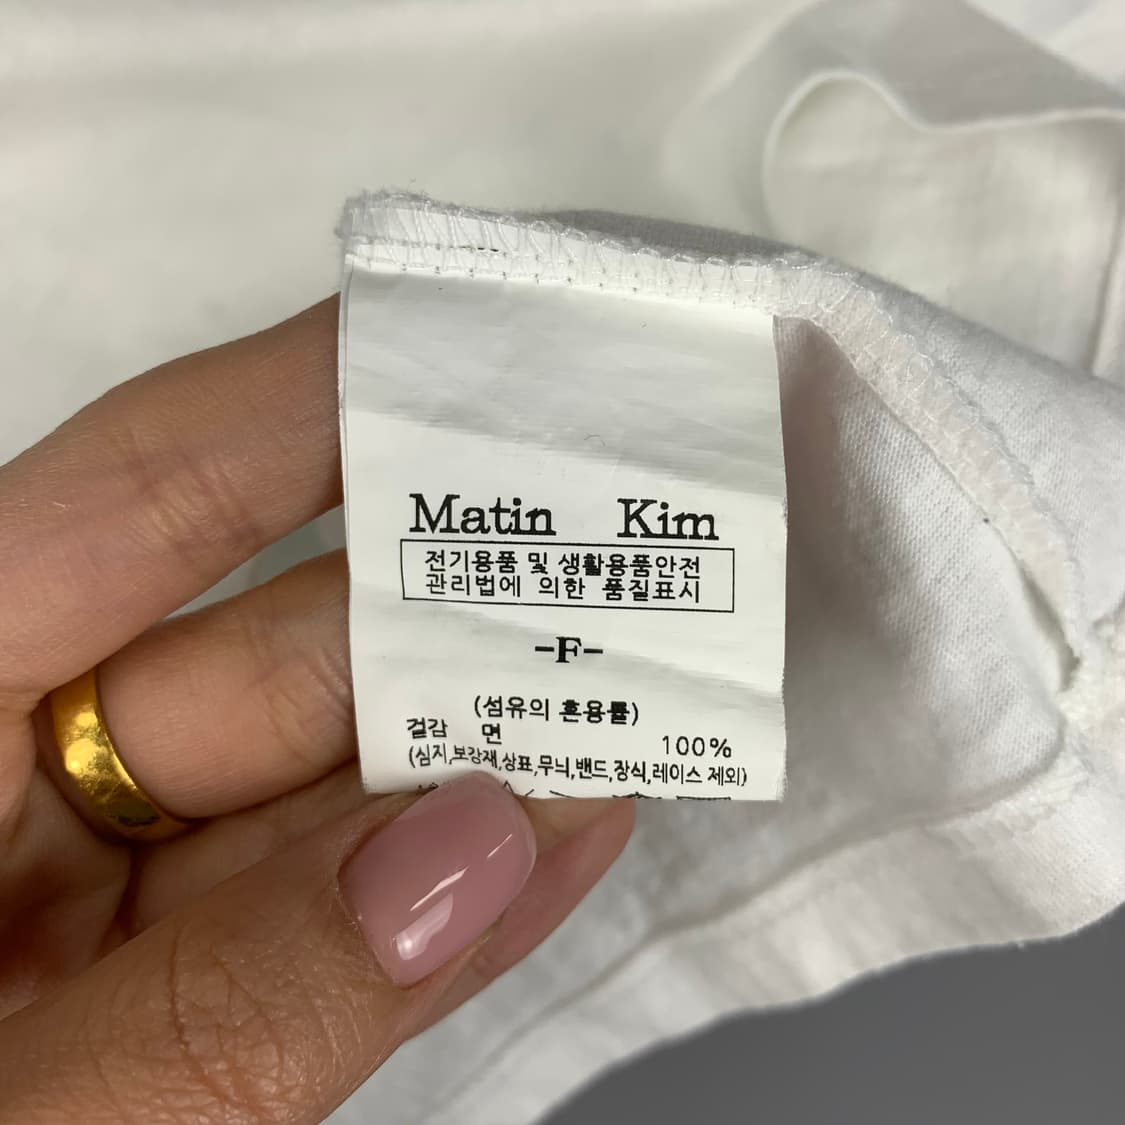 Matin Kim
전기용품 및 생활용품안전
관리법에 의한 품질표시
-F-
(섬유의 혼용률)
겉감 면 100%
(심지,보강재,상표,무늬,밴드,장식,레이스 제외)